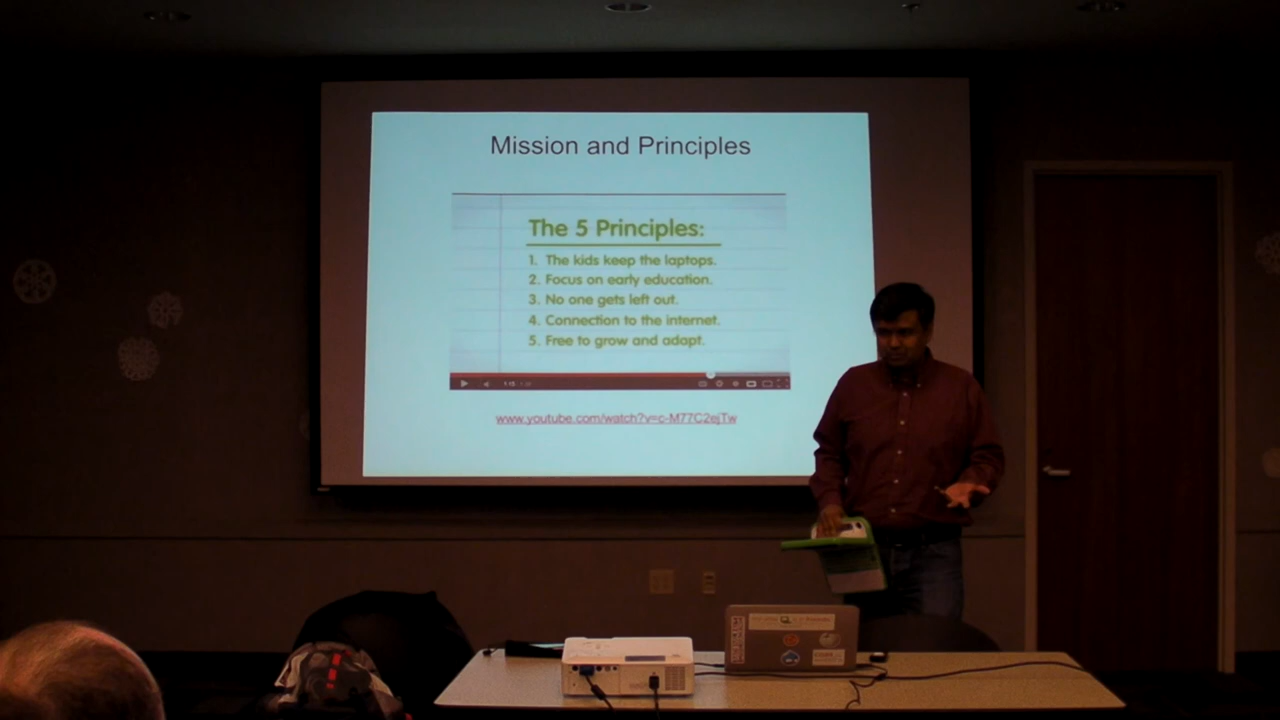 Mission and Principles
The 5 Principles:
1. The kids keep the laptops.
2. Focus on early education.
3. No one gets left out.
4. Connection to the internet.
5. Free to grow and adapt.
1:15
www.youtube.com/watch?v=c-M77C2ejTw